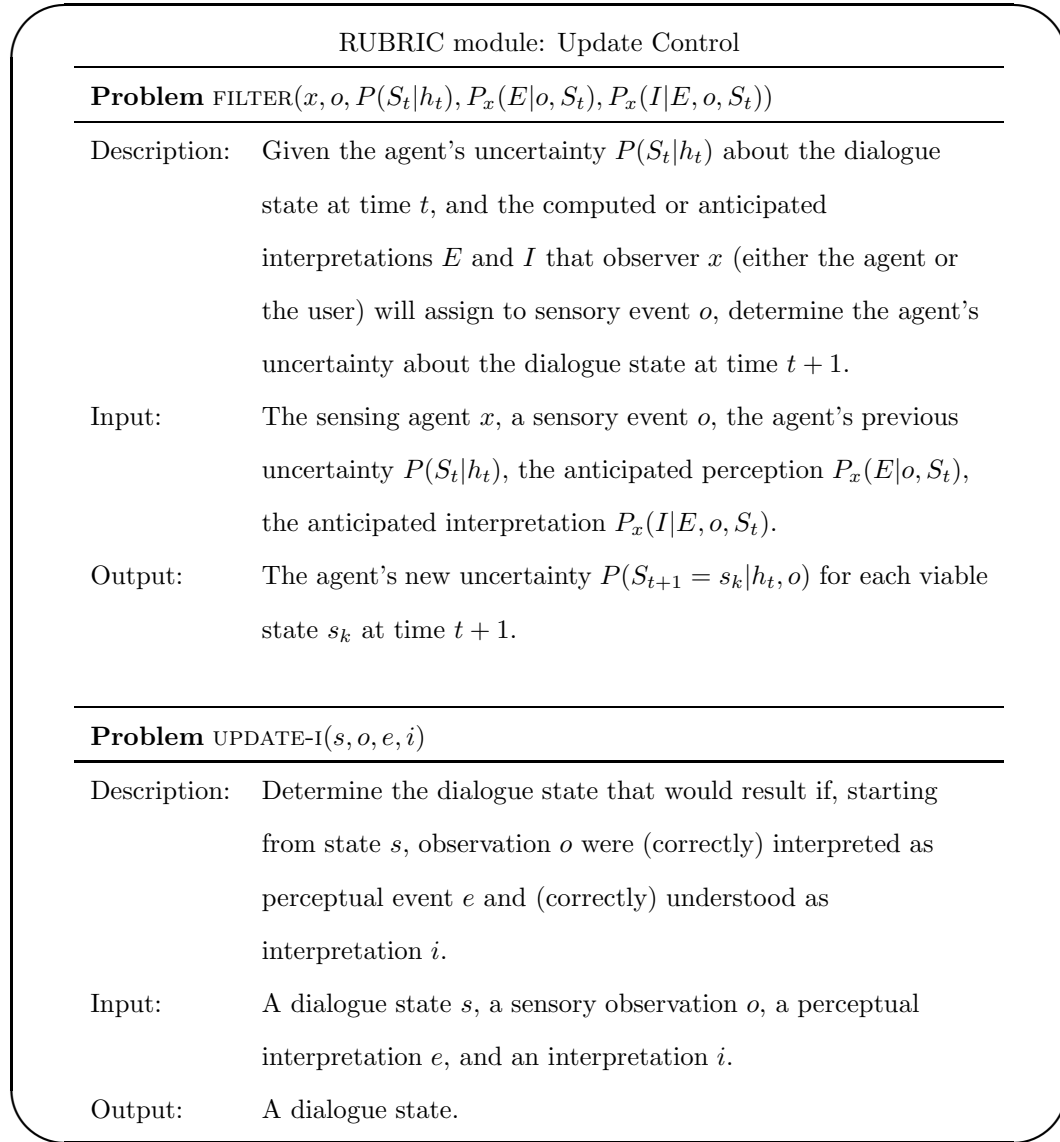 RUBRIC module: Update Control
Problem FILTER(x, o, P(S_t|h_t), P_x(E|o, S_t), P_x(I|E, o, S_t))
Description: Given the agent's uncertainty P(S_t|h_t) about the dialogue
state at time t, and the computed or anticipated
interpretations E and I that observer x (either the agent or
the user) will assign to sensory event o, determine the agent's
uncertainty about the dialogue state at time t + 1.
Input: The sensing agent x, a sensory event o, the agent's previous
uncertainty P(S_t|h_t), the anticipated perception P_x(E|o, S_t),
the anticipated interpretation P_x(I|E, o, S_t).
Output: The agent's new uncertainty P(S_{t+1} = s_k|h_t, o) for each viable
state s_k at time t + 1.
Problem UPDATE-I(s, o, e, i)
Description: Determine the dialogue state that would result if, starting
from state s, observation o were (correctly) interpreted as
perceptual event e and (correctly) understood as
interpretation i.
Input: A dialogue state s, a sensory observation o, a perceptual
interpretation e, and an interpretation i.
Output: A dialogue state.